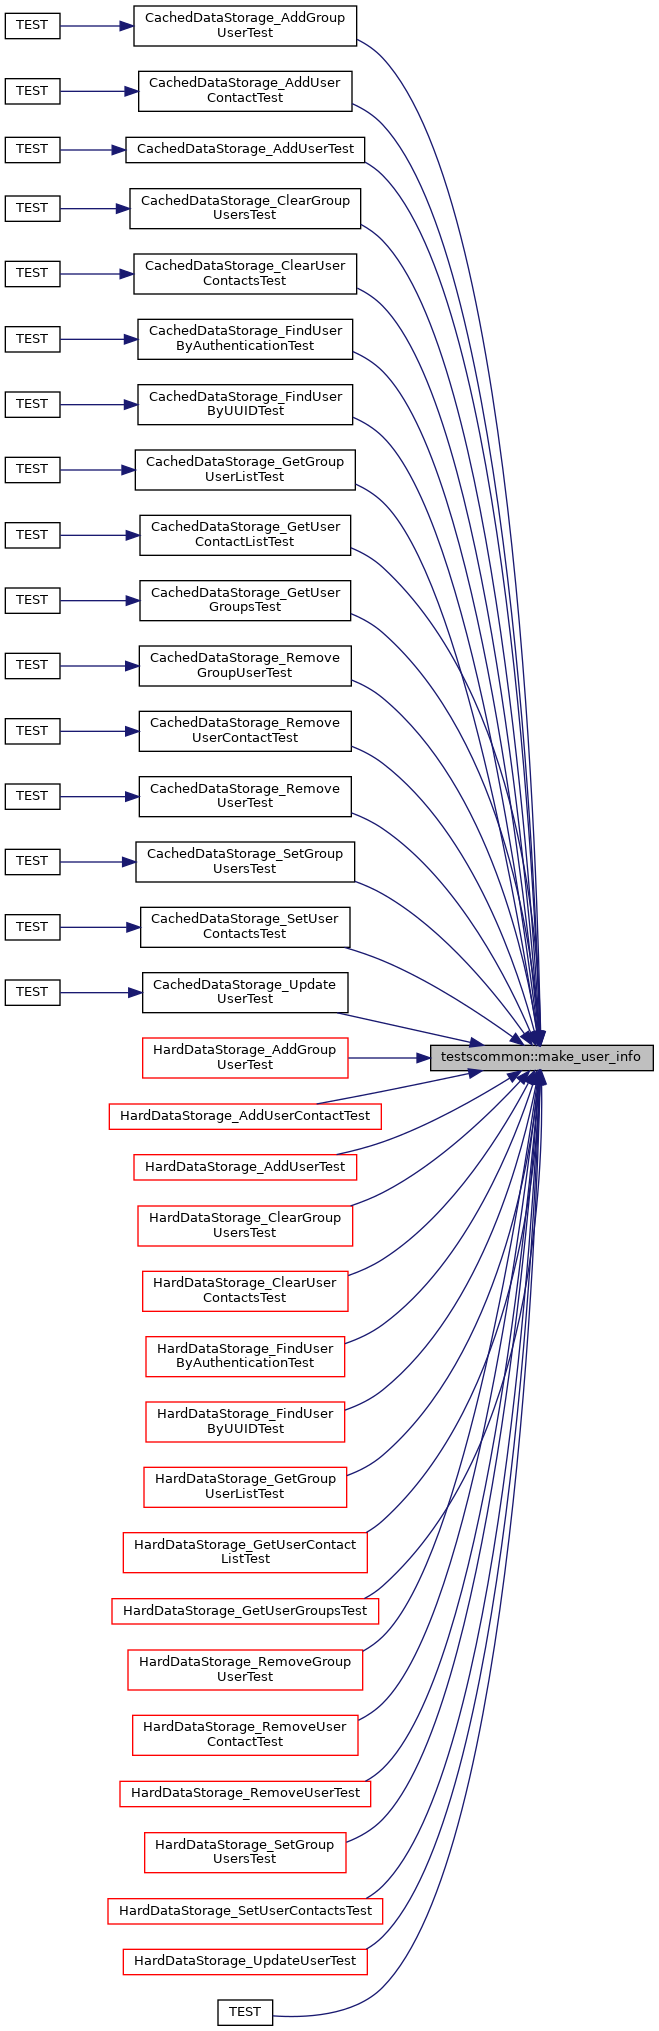 TEST
CachedDataStorage_AddGroup
UserTest
TEST
CachedDataStorage_AddUser
ContactTest
TEST
CachedDataStorage_AddUserTest
TEST
CachedDataStorage_ClearGroup
UsersTest
TEST
CachedDataStorage_ClearUser
ContactsTest
TEST
CachedDataStorage_FindUser
ByAuthenticationTest
TEST
CachedDataStorage_FindUser
ByUUIDTest
TEST
CachedDataStorage_GetGroup
UserListTest
TEST
CachedDataStorage_GetUser
ContactListTest
TEST
CachedDataStorage_GetUser
GroupsTest
TEST
CachedDataStorage_Remove
GroupUserTest
TEST
CachedDataStorage_Remove
UserContactTest
TEST
CachedDataStorage_Remove
UserTest
TEST
CachedDataStorage_SetGroup
UsersTest
TEST
CachedDataStorage_SetUser
ContactsTest
TEST
CachedDataStorage_Update
UserTest
HardDataStorage_AddGroup
UserTest
testscommon::make_user_info
HardDataStorage_AddUserContactTest
HardDataStorage_AddUserTest
HardDataStorage_ClearGroup
UsersTest
HardDataStorage_ClearUser
ContactsTest
HardDataStorage_FindUser
ByAuthenticationTest
HardDataStorage_FindUser
ByUUIDTest
HardDataStorage_GetGroup
UserListTest
HardDataStorage_GetUserContact
ListTest
HardDataStorage_GetUserGroupsTest
HardDataStorage_RemoveGroup
UserTest
HardDataStorage_RemoveUser
ContactTest
HardDataStorage_RemoveUserTest
HardDataStorage_SetGroup
UsersTest
HardDataStorage_SetUserContactsTest
HardDataStorage_UpdateUserTest
TEST